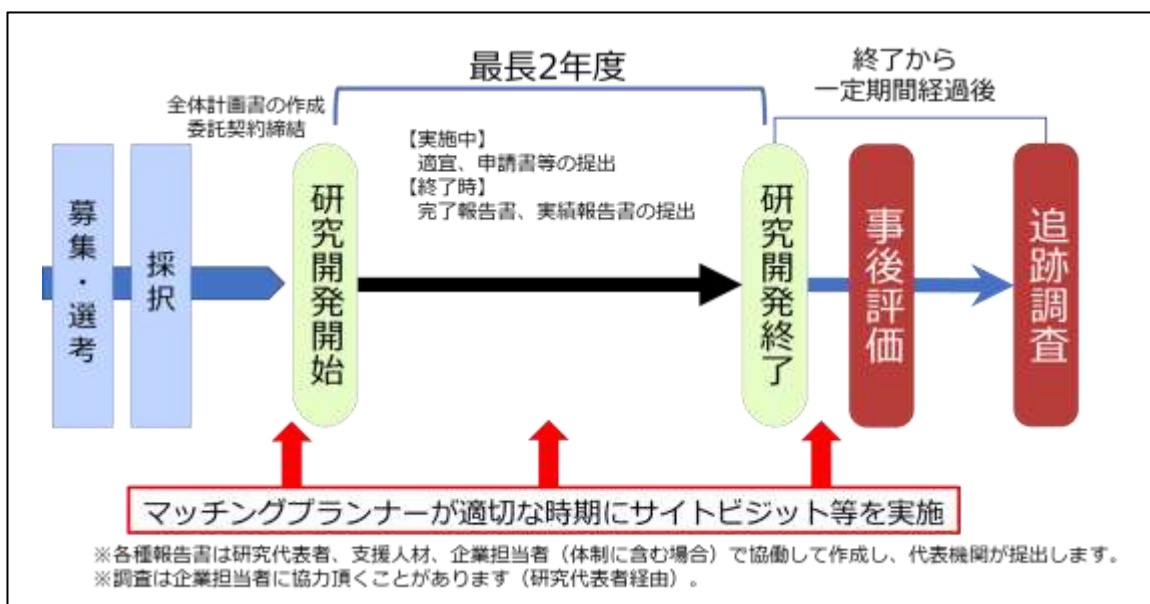 最長2年度
終了から
一定期間経過後
全体計画書の作成
委託契約締結
【実施中】
適宜、申請書等の提出
【終了時】
完了報告書、実績報告書の提出
募集・選考
採択
研究開発開始
研究開発終了
事後評価
追跡調査
マッチングプランナーが適切な時期にサイトビジット等を実施
※各種報告書は研究代表者、支援人材、企業担当者（体制に含む場合）で協働して作成し、代表機関が提出します。
※調査は企業担当者に協力頂くことがあります（研究代表者経由）。